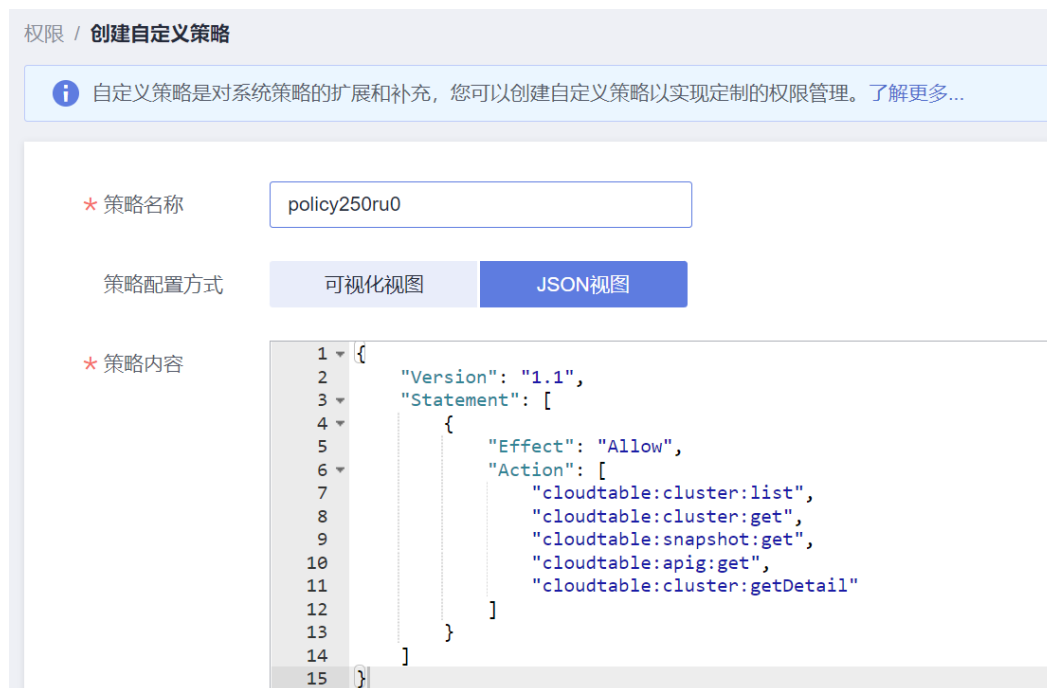 权限 / 创建自定义策略
自定义策略是对系统策略的扩展和补充，您可以创建自定义策略以实现定制的权限管理。了解更多...
* 策略名称 policy250ru0
策略配置方式 可视化视图 JSON视图
* 策略内容
1 {
2 "Version": "1.1",
3 "Statement": [
4 {
5 "Effect": "Allow",
6 "Action": [
7 "cloudtable:cluster:list",
8 "cloudtable:cluster:get",
9 "cloudtable:snapshot:get",
10 "cloudtable:apig:get",
11 "cloudtable:cluster:getDetail"
12 ]
13 }
14 ]
15 }